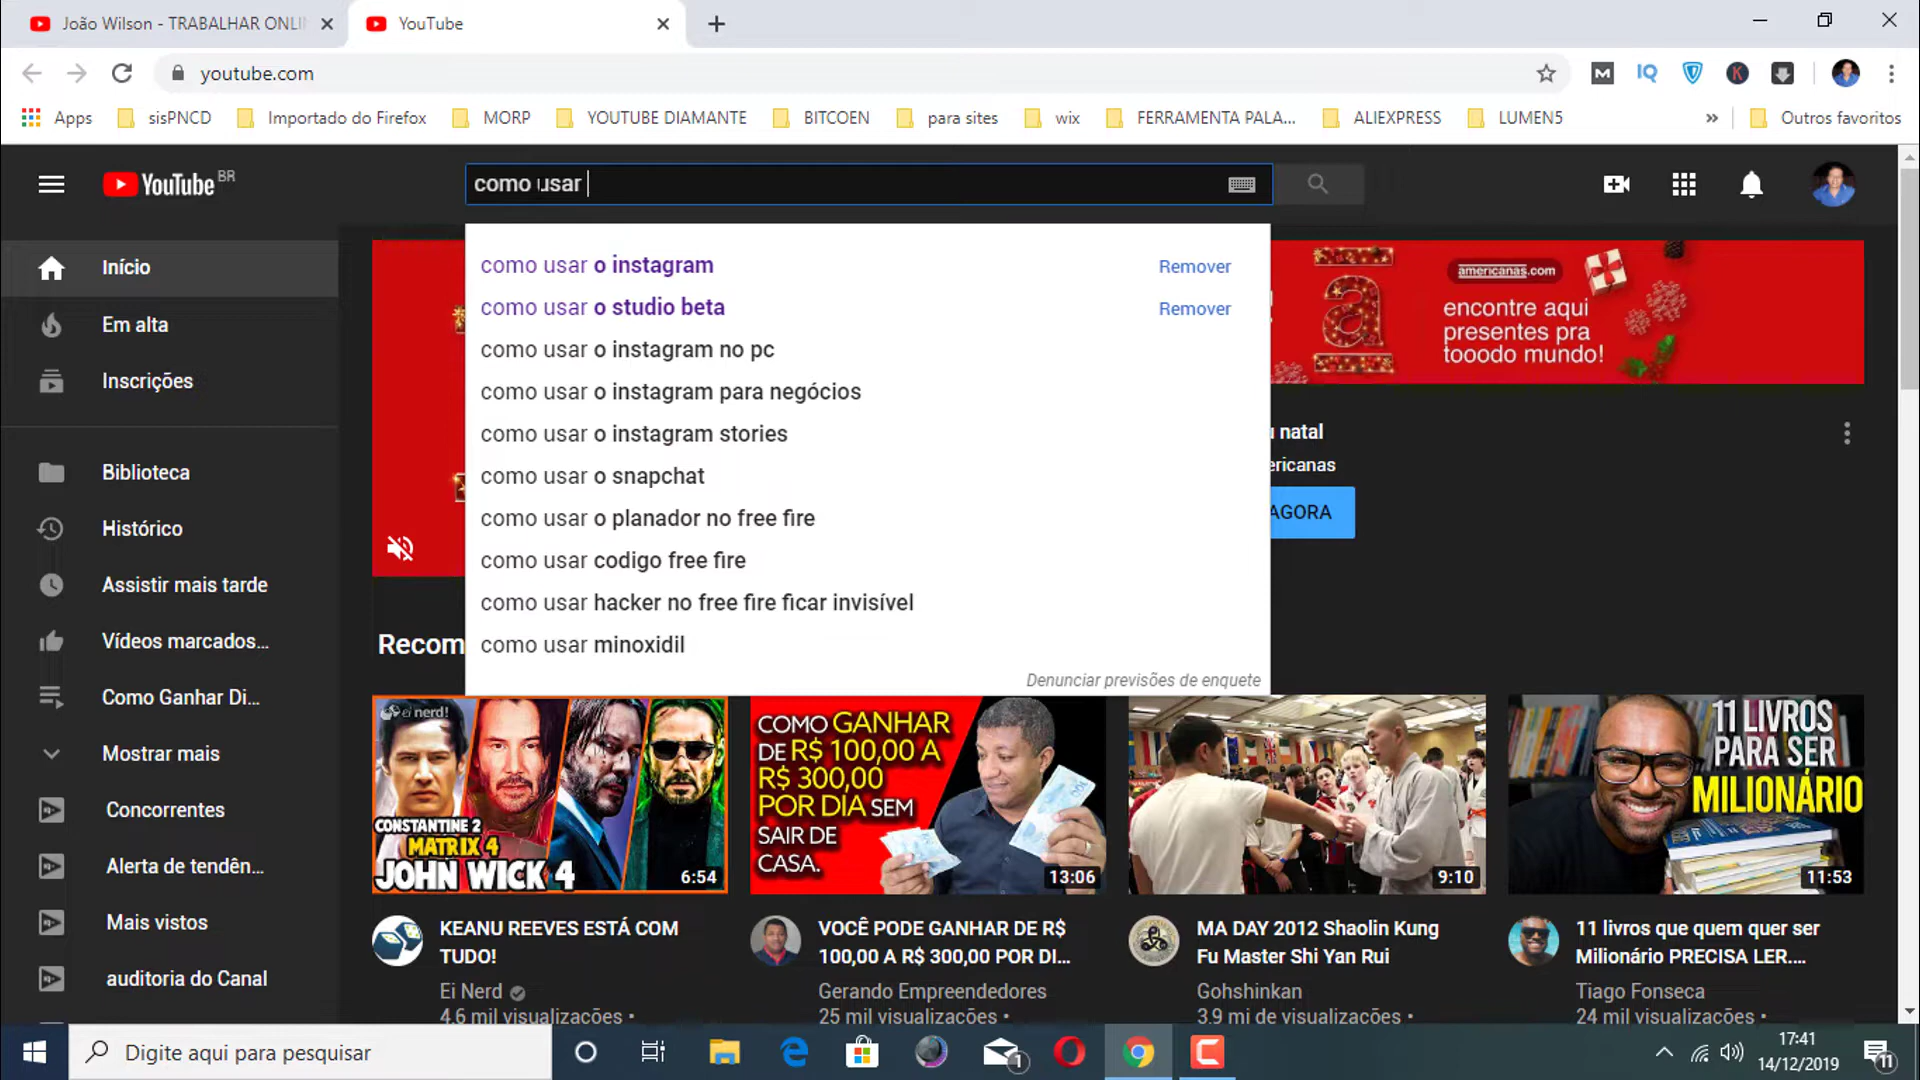 João Wilson - TRABALHAR ONLIN
YouTube
youtube.com
Apps
sisPNCD
Importado do Firefox
MORP
YOUTUBE DIAMANTE
BITCOEN
para sites
wix
FERRAMENTA PALA...
ALIEXPRESS
LUMEN5
»
Outros favoritos
YouTube BR
como usar
como usar o instagram Remover
como usar o studio beta Remover
como usar o instagram no pc
como usar o instagram para negócios
como usar o instagram stories
como usar o snapchat
como usar o planador no free fire
como usar codigo free fire
como usar hacker no free fire ficar invisível
como usar minoxidil
Denunciar previsões de enquete
Início
Em alta
Inscrições
Biblioteca
Histórico
Assistir mais tarde
Vídeos marcados...
Como Ganhar Di...
Mostrar mais
Concorrentes
Alerta de tendên...
Mais vistos
auditoria do Canal
americanas.com
encontre aqui
presentes pra
tooodo mundo!
natal
ericanas
AGORA
Recom
ei nerd!
CONSTANTINE 2
MATRIX 4
JOHN WICK 4
6:54
COMO GANHAR
DE R$ 100,00 A
R$ 300,00
POR DIA SEM
SAIR DE
CASA.
13:06
9:10
11 LIVROS
PARA SER
MILIONÁRIO
11:53
KEANU REEVES ESTÁ COM
TUDO!
Ei Nerd
4,6 mil visualizações •
VOCÊ PODE GANHAR DE R$
100,00 A R$ 300,00 POR DI...
Gerando Empreendedores
25 mil visualizações •
MA DAY 2012 Shaolin Kung
Fu Master Shi Yan Rui
Gohshinkan
3,9 mi de visualizações •
11 livros que quem quer ser
Milionário PRECISA LER....
Tiago Fonseca
24 mil visualizações •
Digite aqui para pesquisar
1
17:41
14/12/2019
11